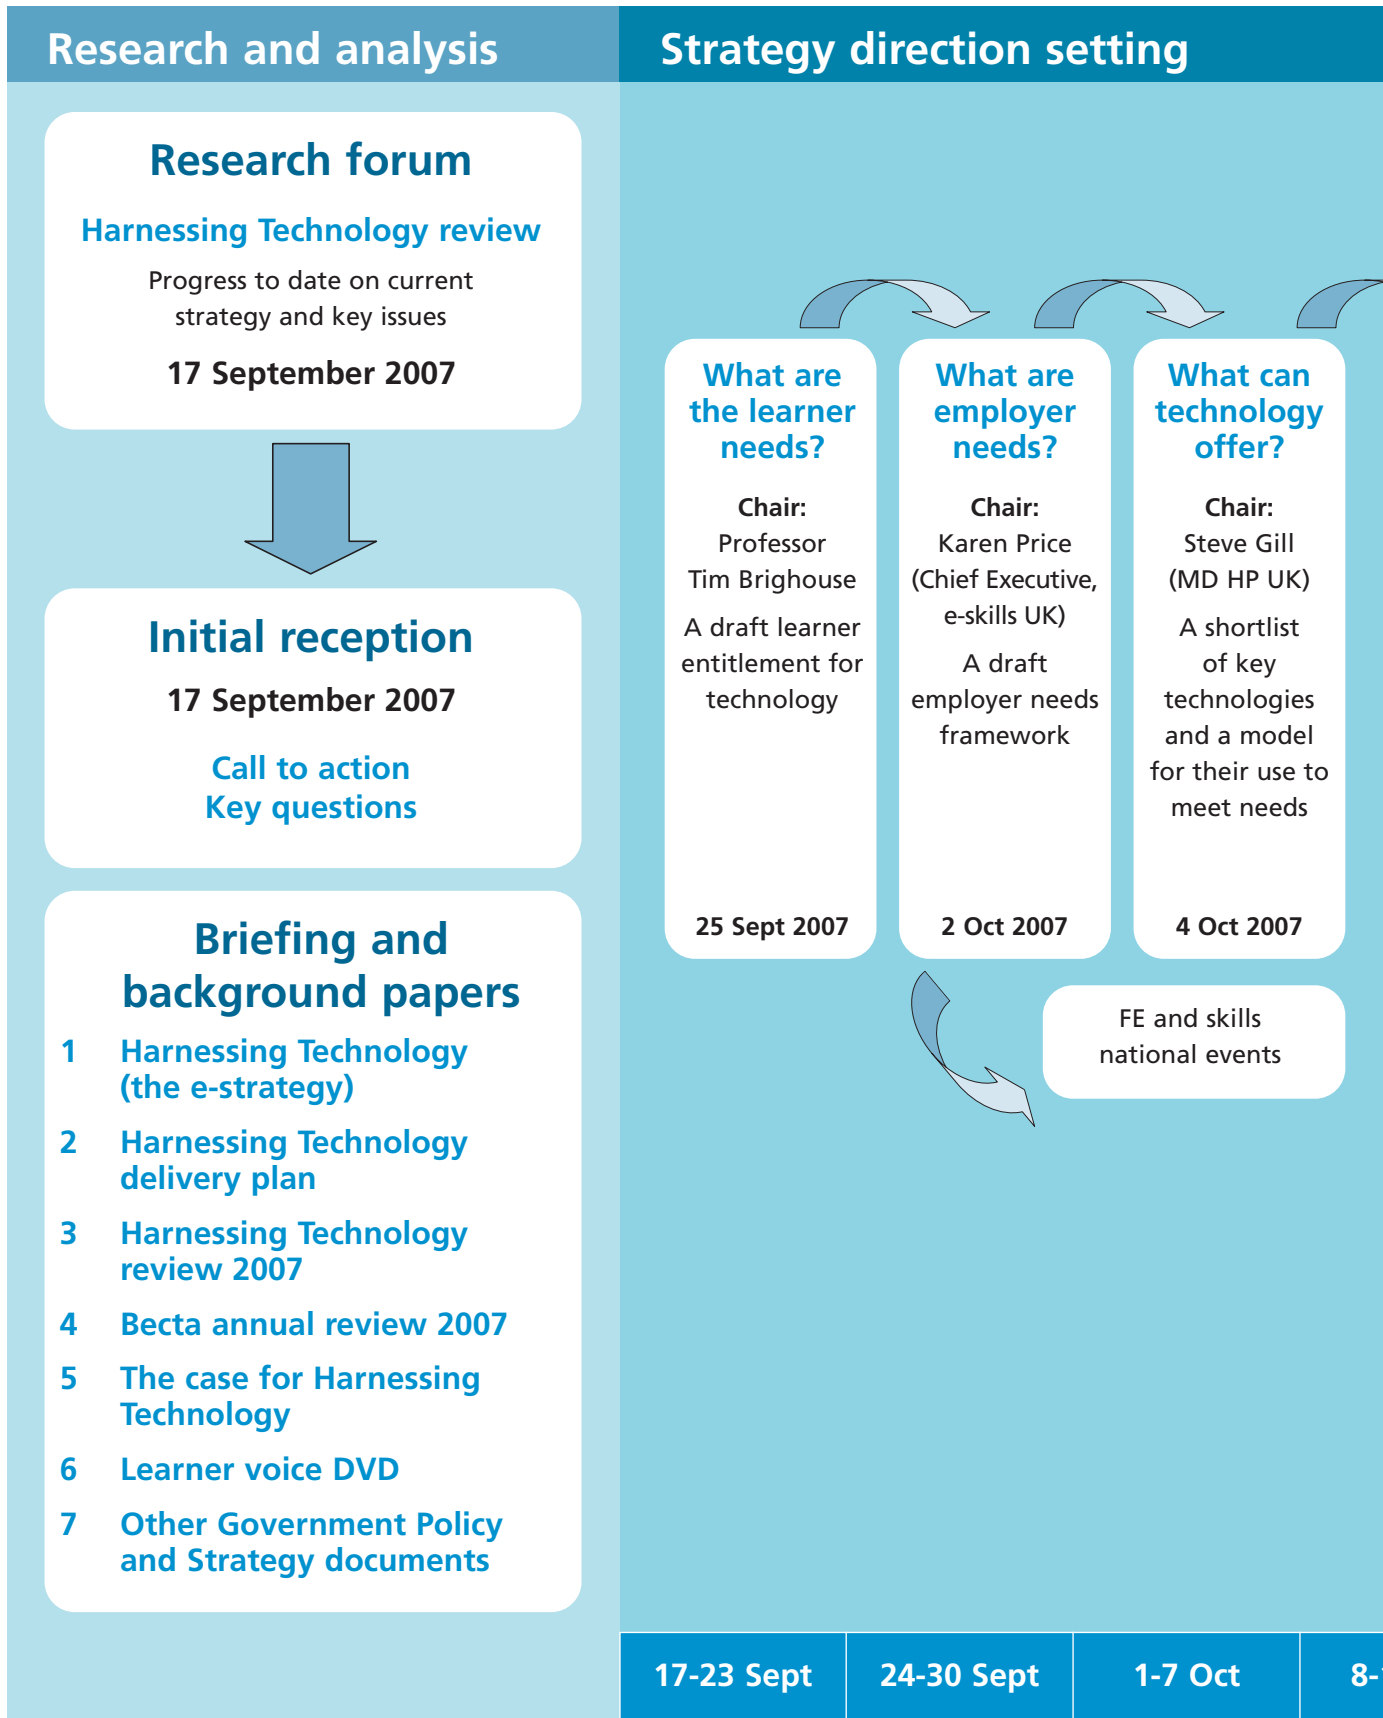 Research and analysis
Research forum
Harnessing Technology review
Progress to date on current
strategy and key issues
17 September 2007
Initial reception
17 September 2007
Call to action
Key questions
Briefing and
background papers
1 Harnessing Technology
(the e-strategy)
2 Harnessing Technology
delivery plan
3 Harnessing Technology
review 2007
4 Becta annual review 2007
5 The case for Harnessing
Technology
6 Learner voice DVD
7 Other Government Policy
and Strategy documents
Strategy direction setting
What are
the learner
needs?
Chair:
Professor
Tim Brighouse
A draft learner
entitlement for
technology
25 Sept 2007
What are
employer
needs?
Chair:
Karen Price
(Chief Executive,
e-skills UK)
A draft
employer needs
framework
2 Oct 2007
What can
technology
offer?
Chair:
Steve Gill
(MD HP UK)
A shortlist
of key
technologies
and a model
for their use to
meet needs
4 Oct 2007
FE and skills
national events
17-23 Sept
24-30 Sept
1-7 Oct